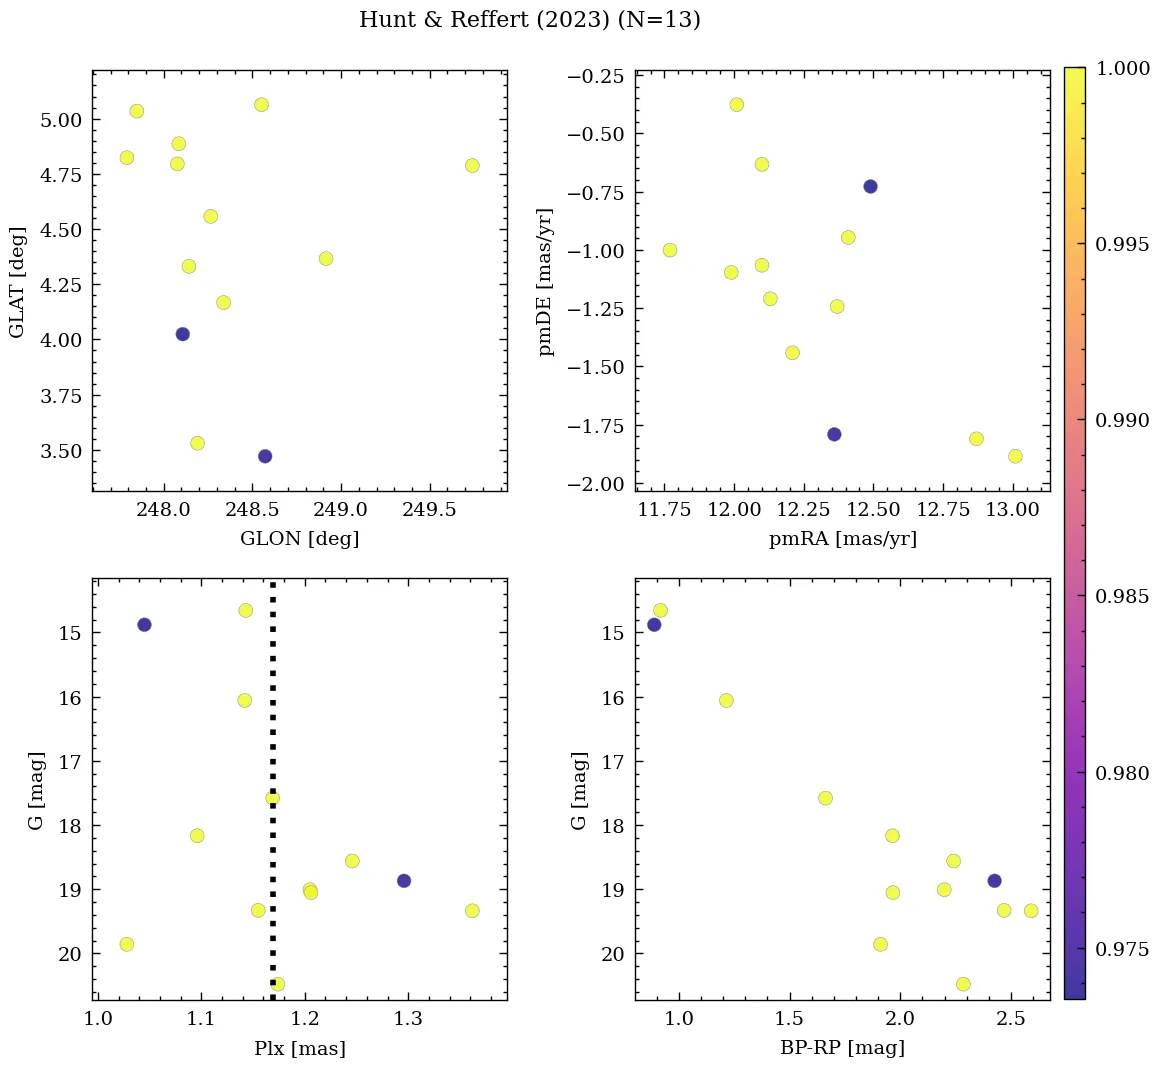 Hunt & Reffert (2023) (N=13)
5.00
4.75
4.50
4.25
4.00
3.75
3.50
GLAT [deg]
248.0 248.5 249.0 249.5
GLON [deg]
−0.25
−0.50
−0.75
−1.00
−1.25
−1.50
−1.75
−2.00
pmDE [mas/yr]
11.75 12.00 12.25 12.50 12.75 13.00
pmRA [mas/yr]
1.000
0.995
0.990
0.985
0.980
0.975
15
16
17
18
19
20
G [mag]
1.0 1.1 1.2 1.3
Plx [mas]
15
16
17
18
19
20
G [mag]
1.0 1.5 2.0 2.5
BP-RP [mag]